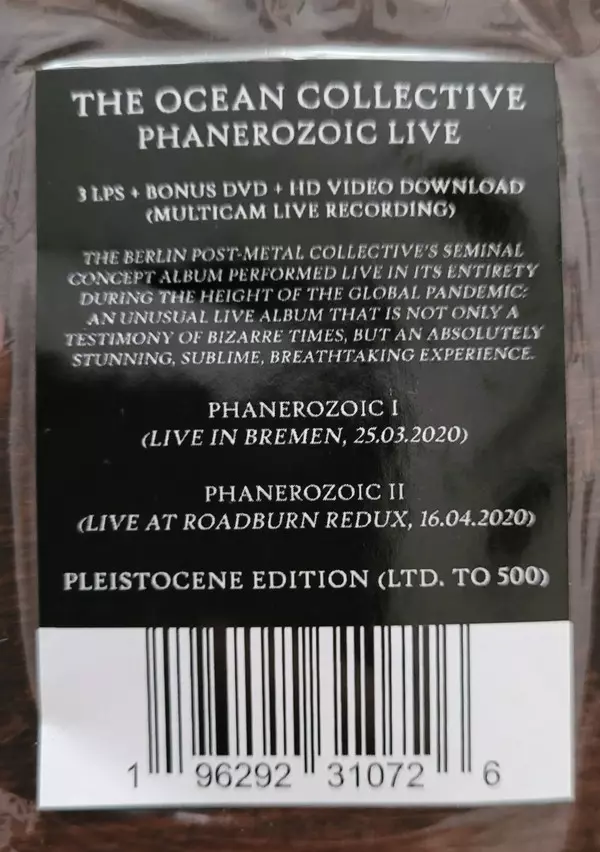 THE OCEAN COLLECTIVE
PHANEROZOIC LIVE
3 LPS + BONUS DVD + HD VIDEO DOWNLOAD
(MULTICAM LIVE RECORDING)
THE BERLIN POST-METAL COLLECTIVE'S SEMINAL
CONCEPT ALBUM PERFORMED LIVE IN ITS ENTIRETY
DURING THE HEIGHT OF THE GLOBAL PANDEMIC:
AN UNUSUAL LIVE ALBUM THAT IS NOT ONLY A
TESTIMONY OF BIZARRE TIMES, BUT AN ABSOLUTELY
STUNNING, SUBLIME, BREATHTAKING EXPERIENCE.
PHANEROZOIC I
(LIVE IN BREMEN, 25.03.2020)
PHANEROZOIC II
(LIVE AT ROADBURN REDUX, 16.04.2020)
PLEISTOCENE EDITION (LTD. TO 500)
1 96292 31072 6